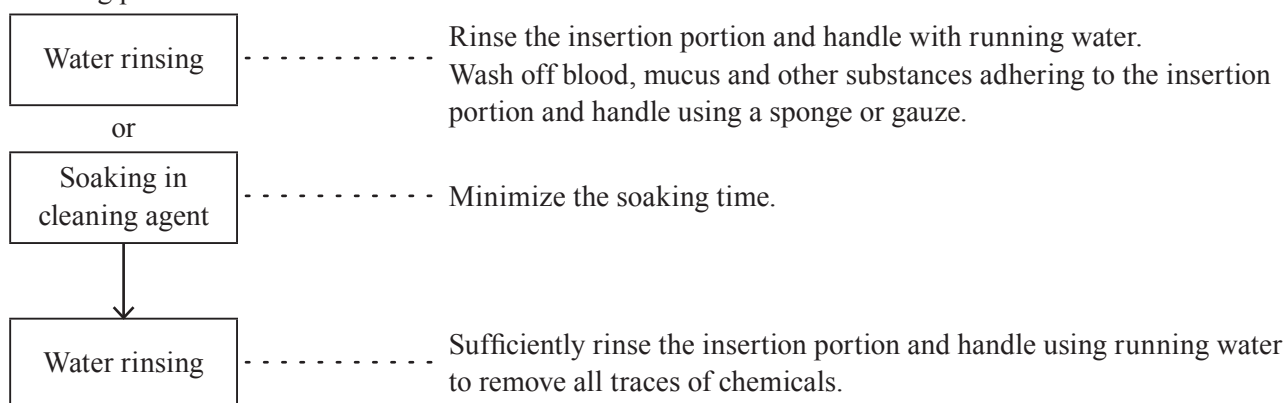 Water rinsing
Rinse the insertion portion and handle with running water.
Wash off blood, mucus and other substances adhering to the insertion
portion and handle using a sponge or gauze.
or
Soaking in
cleaning agent
Minimize the soaking time.
Water rinsing
Sufficiently rinse the insertion portion and handle using running water
to remove all traces of chemicals.